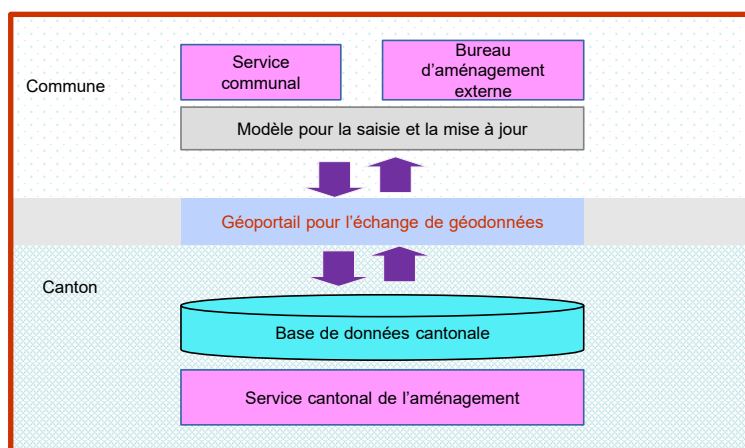 Commune
Service
communal
Bureau
d’aménagement
externe
Modèle pour la saisie et la mise à jour
Géoportail pour l’échange de géodonnées
Canton
Base de données cantonale
Service cantonal de l’aménagement